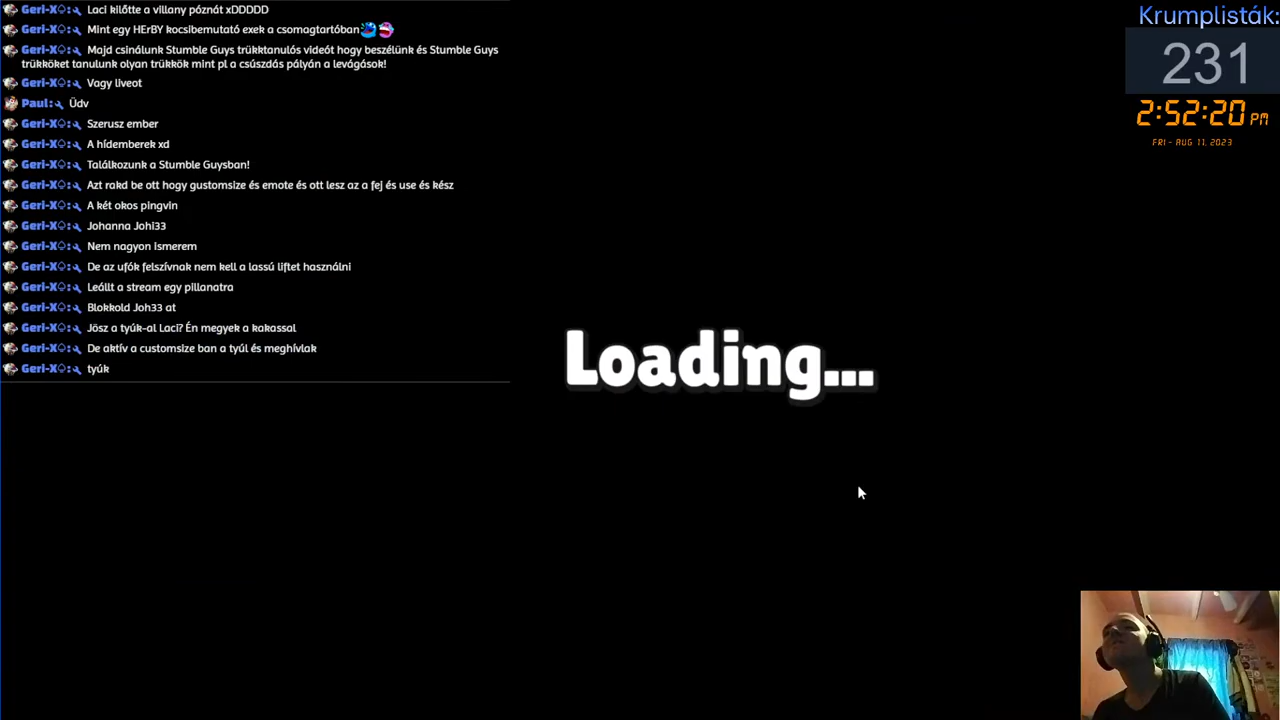 Geri-X♤: Laci kilőtte a villany póznát xDDDDD
Geri-X♤: Mint egy HErBY kocsibemutató exek a csomagtartóban
Geri-X♤: Majd csinálunk Stumble Guys trükktanulós videót hogy beszélünk és Stumble Guys
trükköket tanulunk olyan trükkök mint pl a csúszdás pályán a levágások!
Geri-X♤: Vagy liveot
Paul: Üdv
Geri-X♤: Szerusz ember
Geri-X♤: A hídemberek xd
Geri-X♤: Találkozunk a Stumble Guysban!
Geri-X♤: Azt rakd be ott hogy gustomsize és emote és ott lesz az a fej és use és kész
Geri-X♤: A két okos pingvin
Geri-X♤: Johanna Johi33
Geri-X♤: Nem nagyon ismerem
Geri-X♤: De az ufók felszívnak nem kell a lassú liftet használni
Geri-X♤: Leállt a stream egy pillanatra
Geri-X♤: Blokkold Joh33 at
Geri-X♤: Jösz a tyúk-al Laci? Én megyek a kakassal
Geri-X♤: De aktív a customsize ban a tyúl és meghívlak
Geri-X♤: tyúk
Krumplisták:
231
2:52:20 PM
FRI - AUG 11, 2023
Loading...